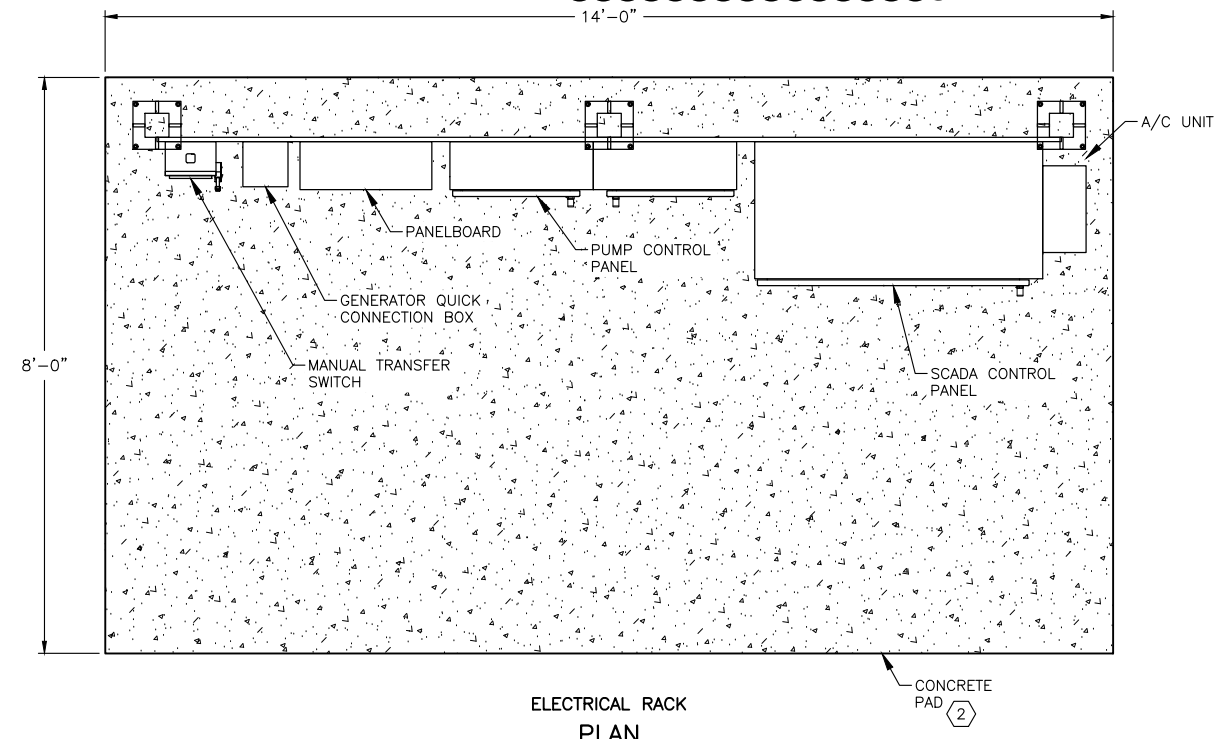 14'-0"
A/C UNIT
PANELBOARD
PUMP CONTROL
PANEL
GENERATOR QUICK
CONNECTION BOX
8'-0"
MANUAL TRANSFER
SWITCH
SCADA CONTROL
PANEL
CONCRETE
PAD 2
ELECTRICAL RACK
PLAN